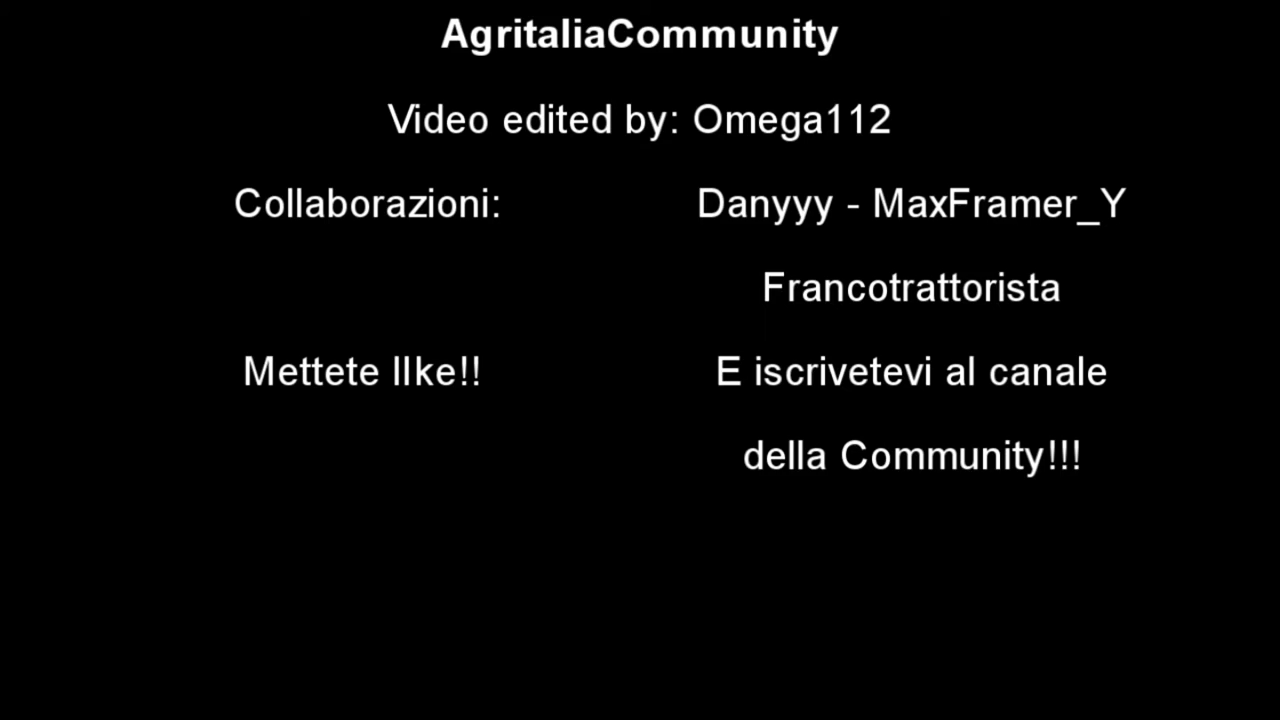 AgritaliaCommunity
Video edited by: Omega112
Collaborazioni: Danyyy - MaxFramer_Y
Francotrattorista
Mettete lIke!! E iscrivetevi al canale
della Community!!!